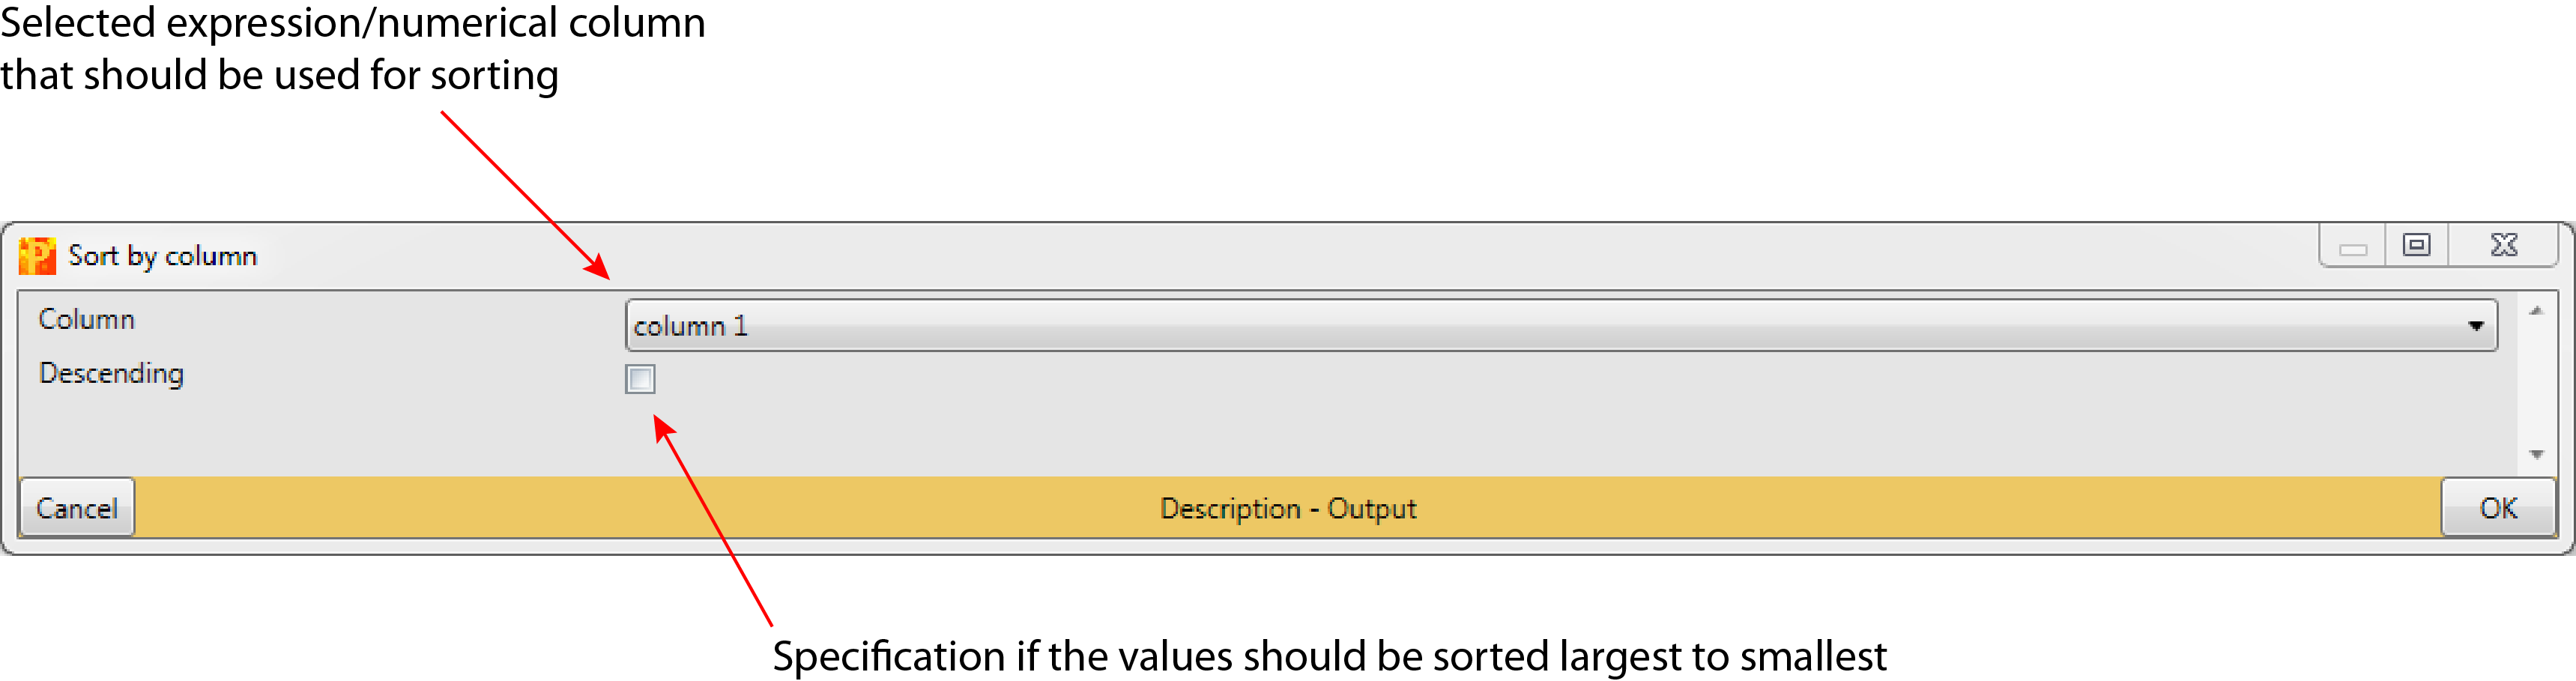 Selected expression/numerical column
that should be used for sorting
Sort by column
Column
column 1
Descending
Cancel
Description - Output
OK
Specification if the values should be sorted largest to smallest